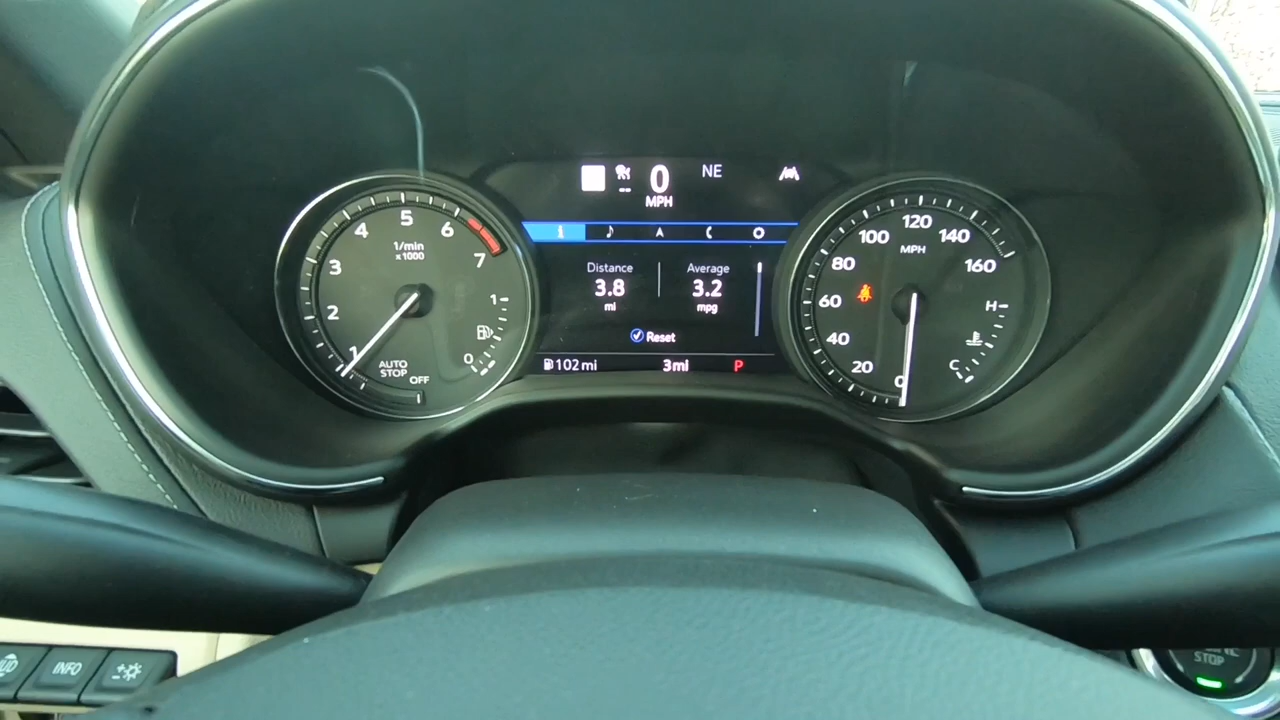 -- 0 NE
MPH
5
4 6
1/min
x1000
3 7
2
1
AUTO
STOP
OFF
1
0
Distance Average
3.8 3.2
mi mpg
Reset
102 mi 3 mi P
120
100 140
MPH
80 160
60
40
20
0
H
C
INFO
STOP